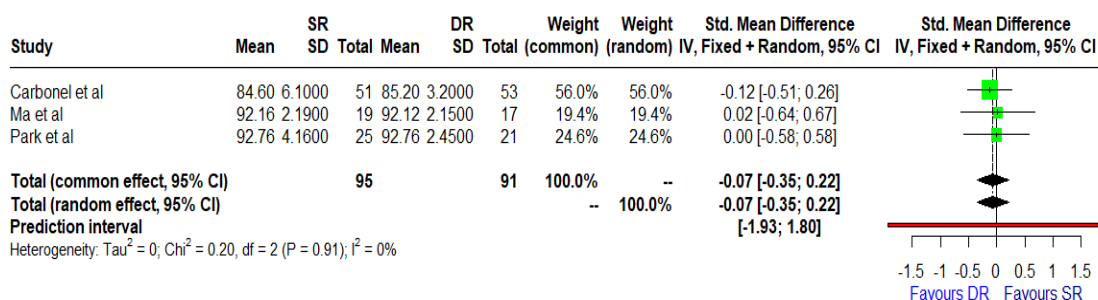 SR DR Weight Weight Std. Mean Difference Std. Mean Difference
Study Mean SD Total Mean SD Total (common) (random) IV, Fixed + Random, 95% CI IV, Fixed + Random, 95% CI
Carbonel et al 84.60 6.1000 51 85.20 3.2000 53 56.0% 56.0% -0.12 [-0.51; 0.26]
Ma et al 92.16 2.1900 19 92.12 2.1500 17 19.4% 19.4% 0.02 [-0.64; 0.67]
Park et al 92.76 4.1600 25 92.76 2.4500 21 24.6% 24.6% 0.00 [-0.58; 0.58]
Total (common effect, 95% CI) 95 91 100.0% -- -0.07 [-0.35; 0.22]
Total (random effect, 95% CI) -- 100.0% -0.07 [-0.35; 0.22]
Prediction interval [-1.93; 1.80]
Heterogeneity: Tau² = 0; Chi² = 0.20, df = 2 (P = 0.91); I² = 0%
-1.5 -1 -0.5 0 0.5 1 1.5
Favours DR Favours SR